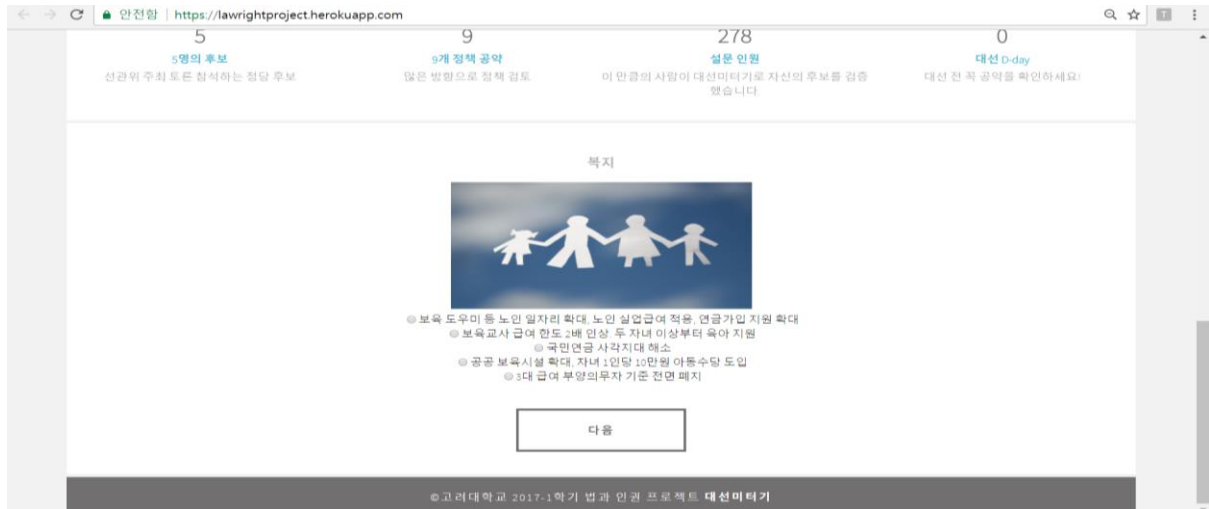 안전함 | https://lawrightproject.herokuapp.com
T
5
9
278
0
5명의 후보
9개 정책 공약
설문 인원
대선 D-day
선관위 주최 토론 참석하는 정당 후보
많은 방향으로 정책 검토
이 만큼의 사람이 대선미터기로 자신의 후보를 검증
했습니다
대선 전 꼭 공약을 확인하세요!
복지
보육 도우미 등 노인 일자리 확대, 노인 실업급여 적용, 연금가입 지원 확대
보육교사 급여 한도 2배 인상, 두 자녀 이상부터 육아 지원
국민연금 사각지대 해소
공공 보육시설 확대, 자녀 1인당 10만원 아동수당 도입
3대 급여 부양의무자 기준 전면 폐지
다음
©고려대학교 2017-1학기 법과 인권 프로젝트 대선미터기